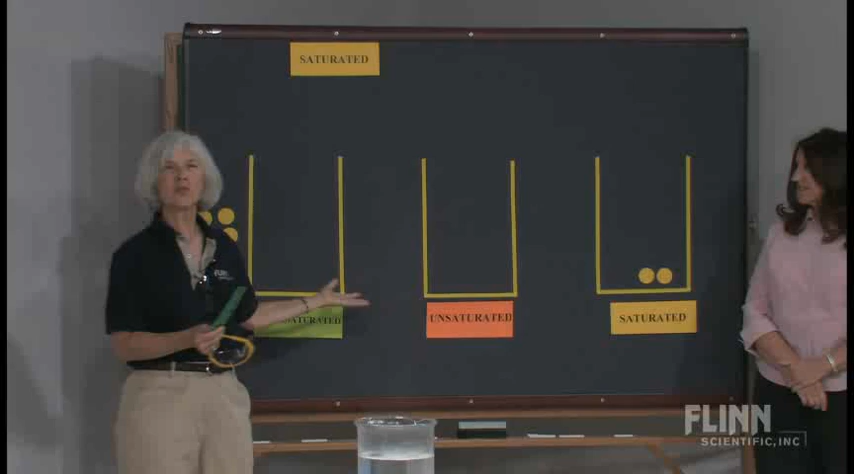 SATURATED
UNSATURATED
SATURATED
FLINN
SCIENTIFIC, INC